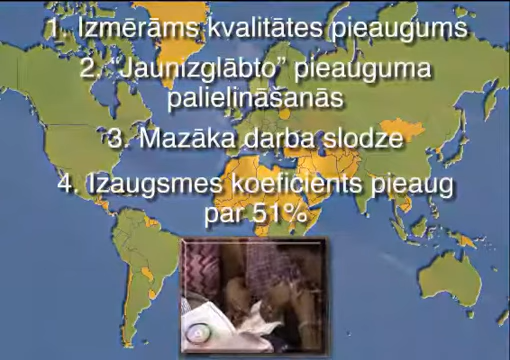 1. Izmērāms kvalitātes pieaugums
2. “Jaunizglābto” pieauguma
palielināšanās
3. Mazāka darba slodze
4. Izaugsmes koeficients pieaug
par 51%